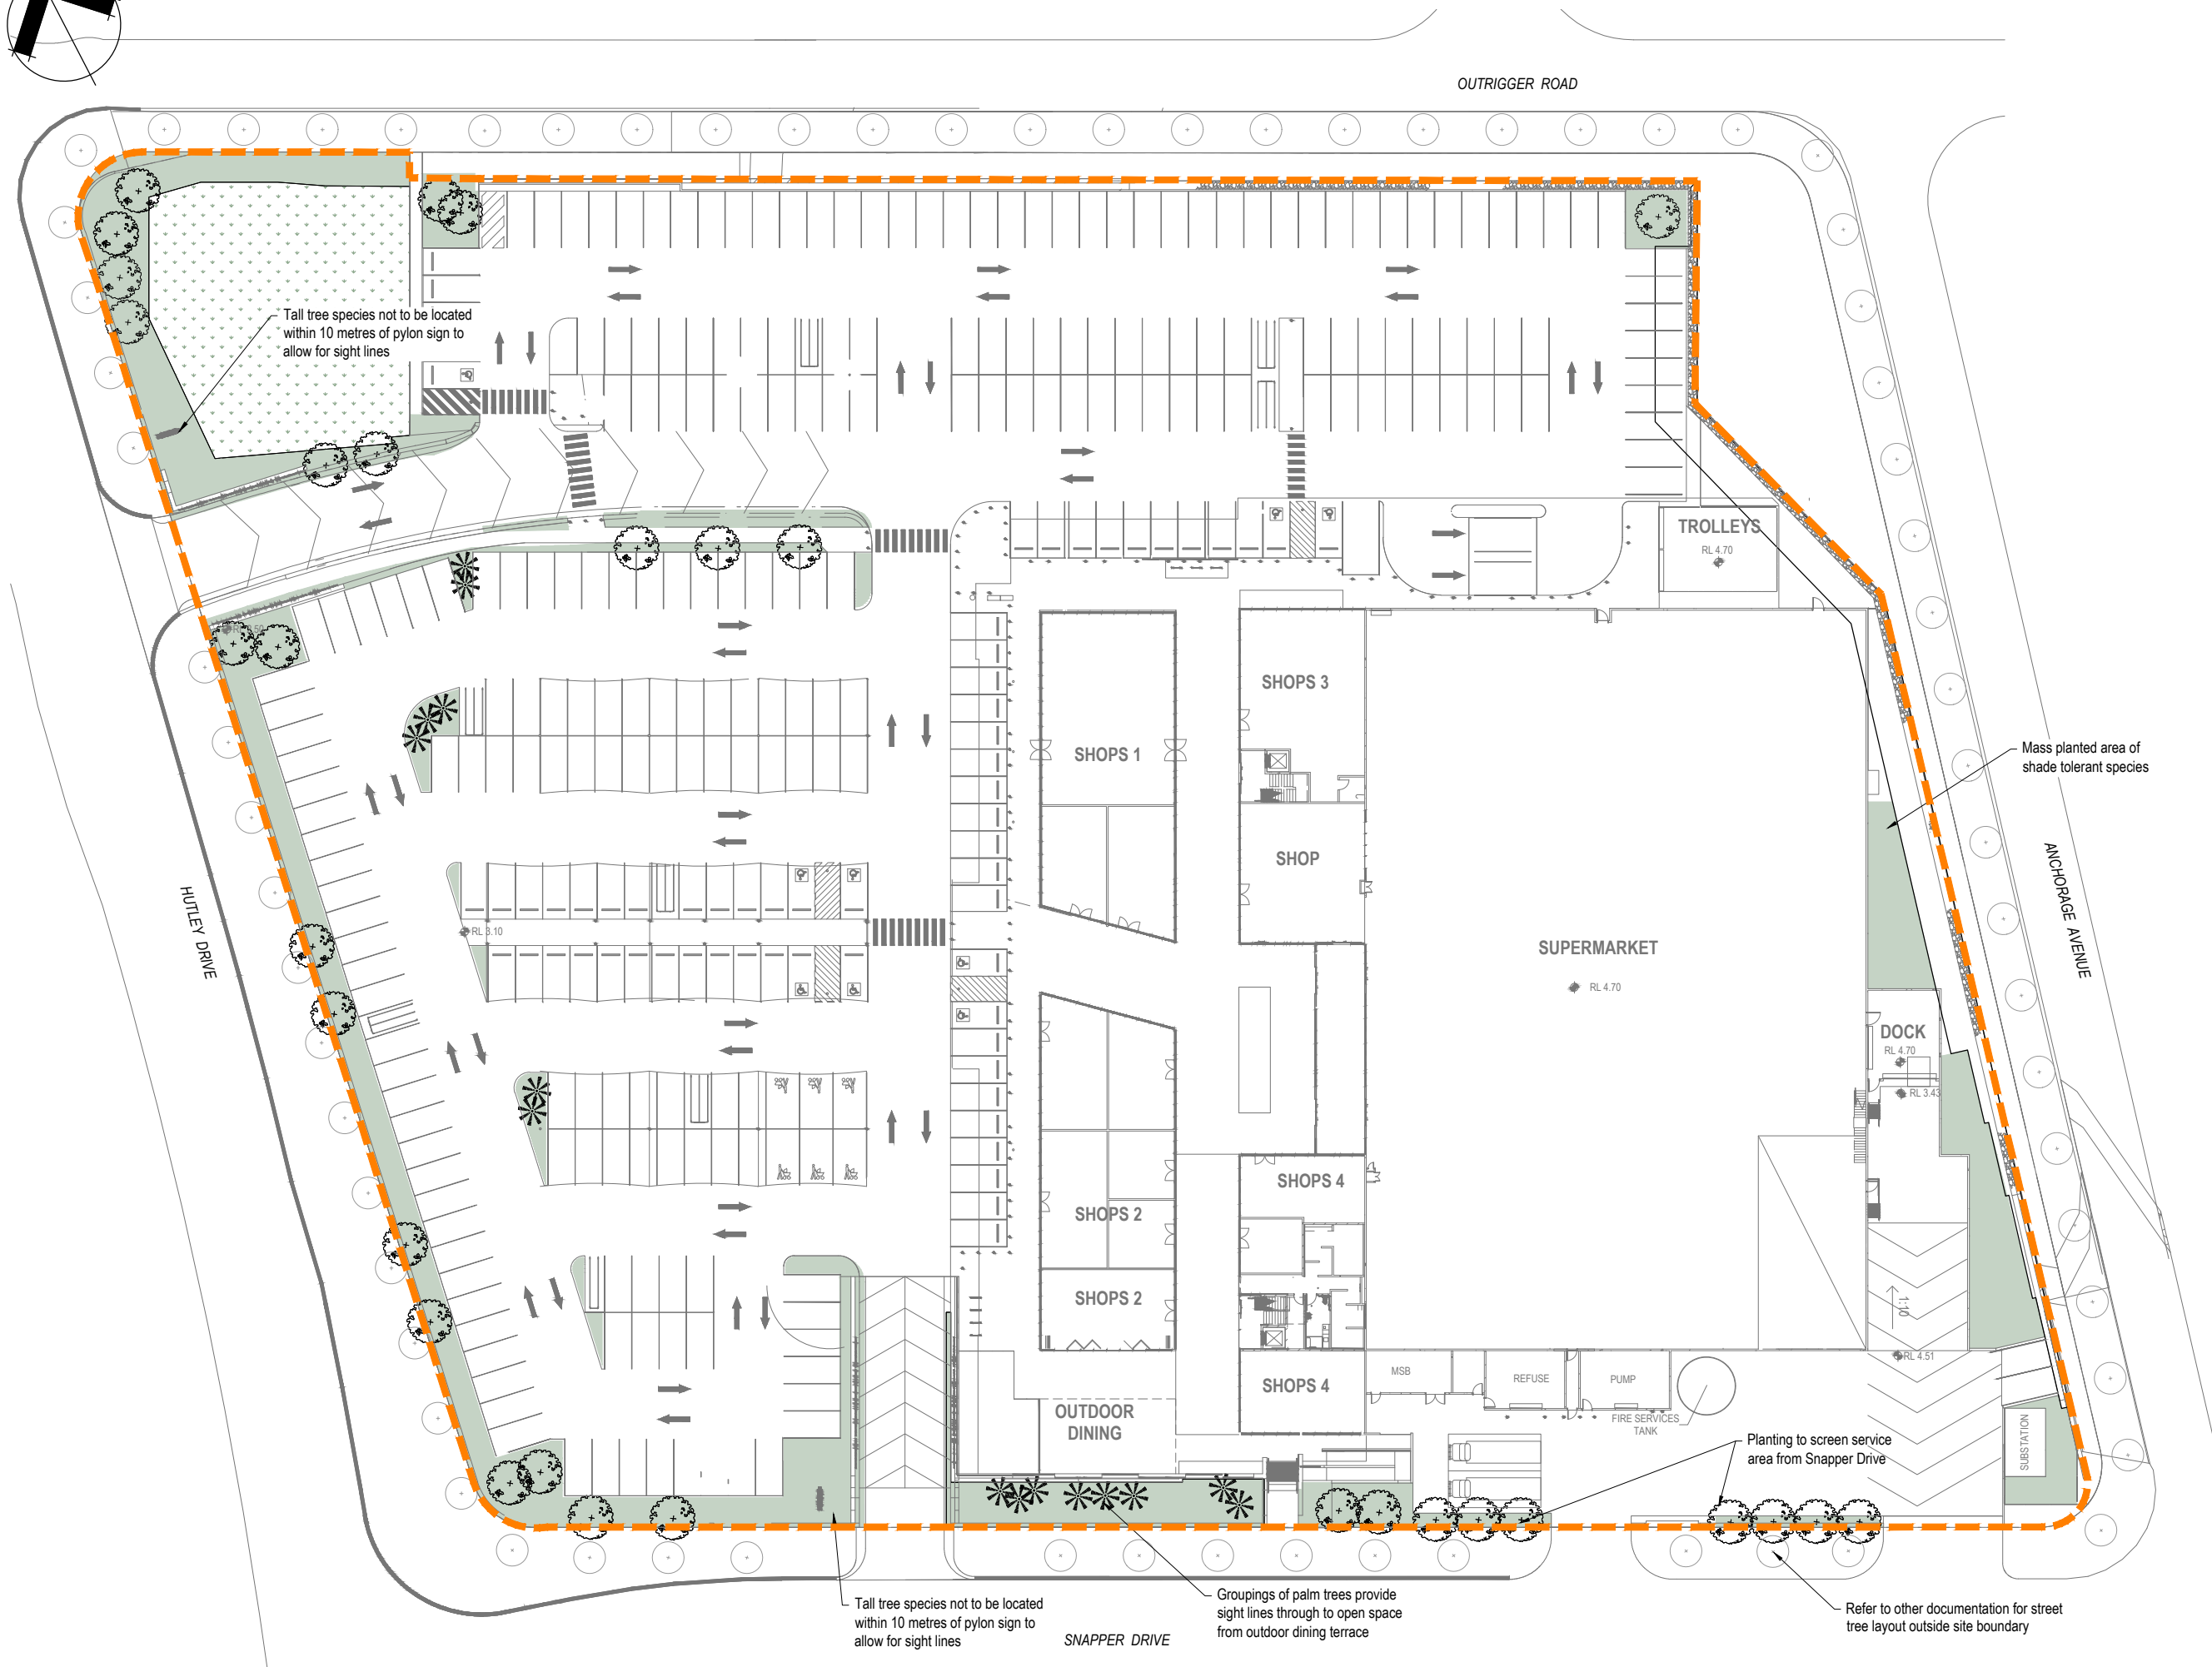 OUTRIGGER ROAD
Tall tree species not to be located
within 10 metres of pylon sign to
allow for sight lines
TROLLEYS
RL 4.70
SHOPS 3
SHOPS 1
Mass planted area of
shade tolerant species
SHOP
HUTLEY DRIVE
RL 3.10
ANCHORAGE AVENUE
SUPERMARKET
RL 4.70
DOCK
RL 4.70
RL 3.43
SHOPS 4
SHOPS 2
SHOPS 2
1:10
RL 4.51
SHOPS 4
MSB
REFUSE
PUMP
OUTDOOR
DINING
FIRE SERVICES
TANK
SUBSTATION
Planting to screen service
area from Snapper Drive
Tall tree species not to be located
within 10 metres of pylon sign to
allow for sight lines
SNAPPER DRIVE
Groupings of palm trees provide
sight lines through to open space
from outdoor dining terrace
Refer to other documentation for street
tree layout outside site boundary